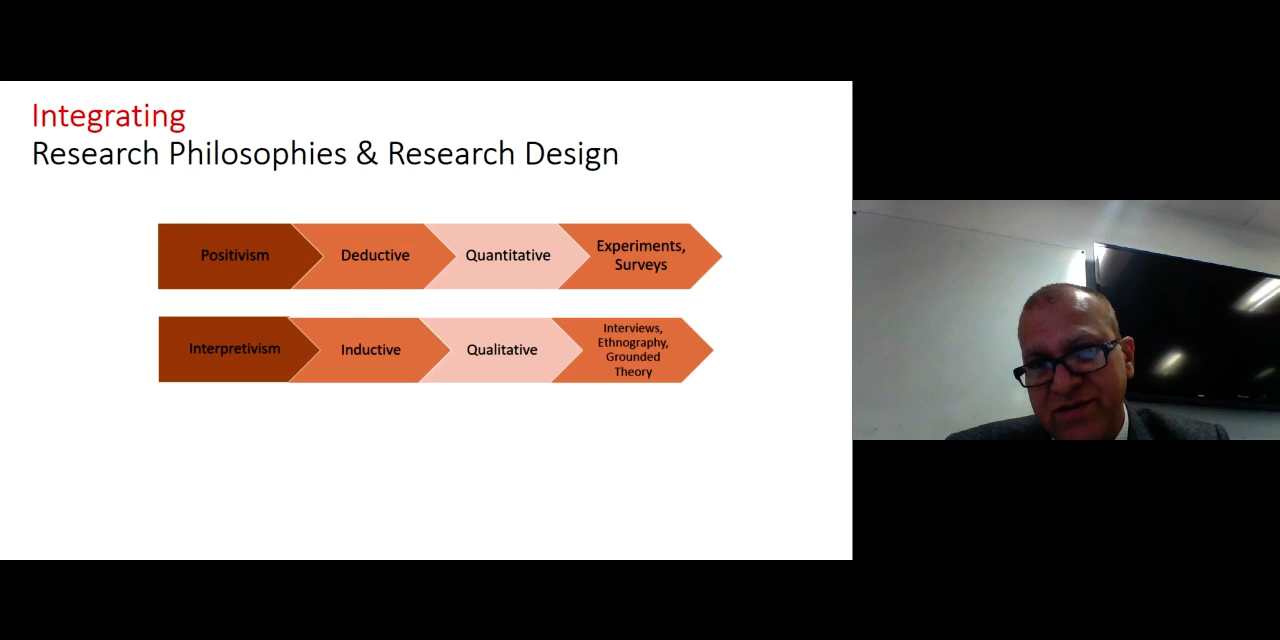 Integrating
Research Philosophies & Research Design
Positivism
Deductive
Quantitative
Experiments,
Surveys
Interpretivism
Inductive
Qualitative
Interviews,
Ethnography,
Grounded
Theory